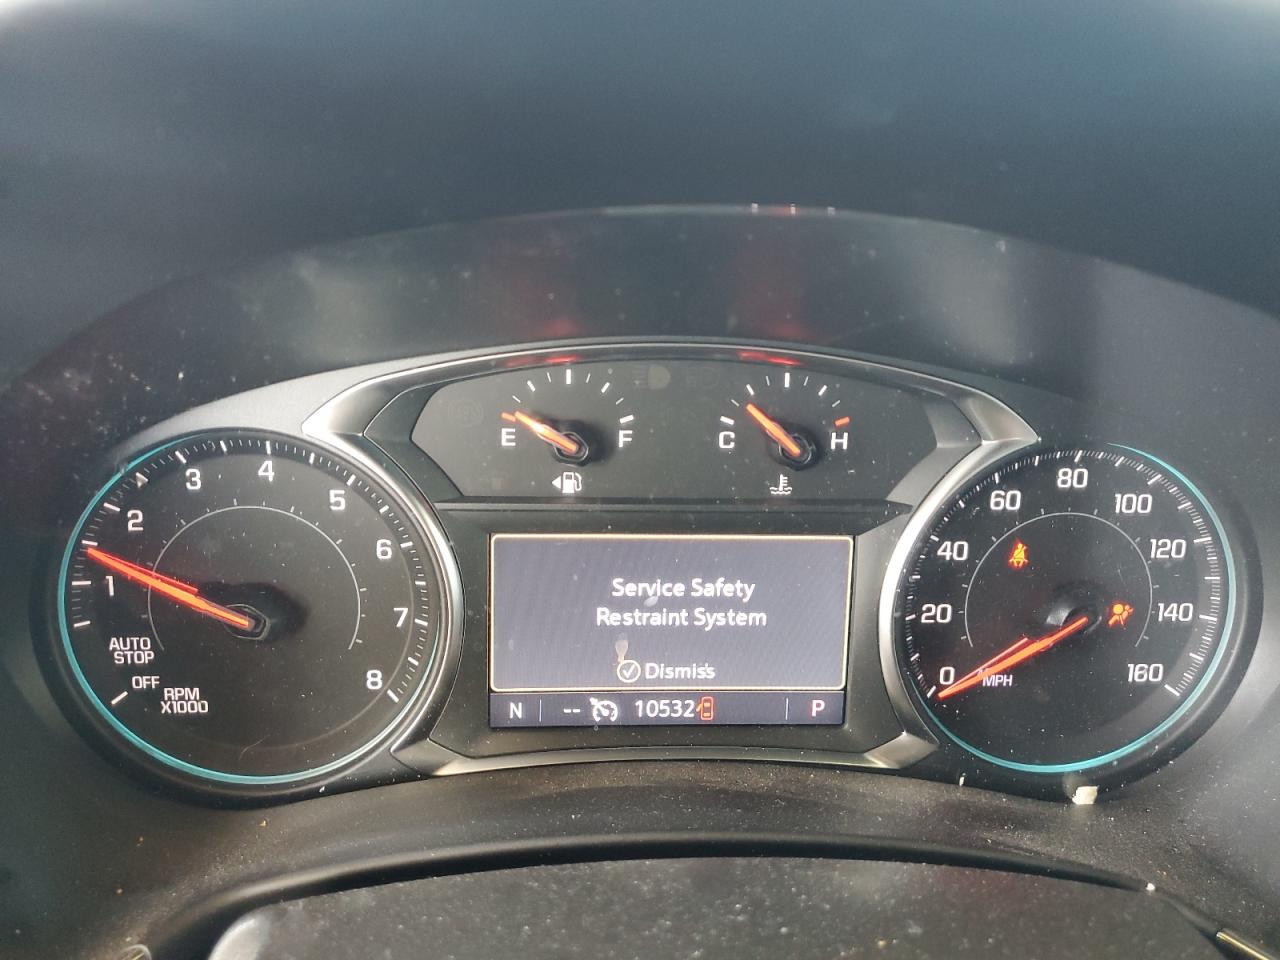 E F
C H
1 2 3 4 5 6 7 8
AUTO
STOP
OFF
RPM
X1000
Service Safety
Restraint System
Dismiss
N -- 10532 P
0 20 40 60 80 100 120 140 160
MPH